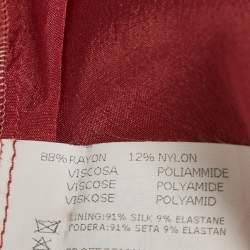 88% RAYON 12% NYLON
VISCOSA POLIAMMIDE
VISCOSE POLYAMIDE
VISKOSE POLYAMID
LINING:91% SILK 9% ELASTANE
FODERA:91% SETA 9% ELASTANE